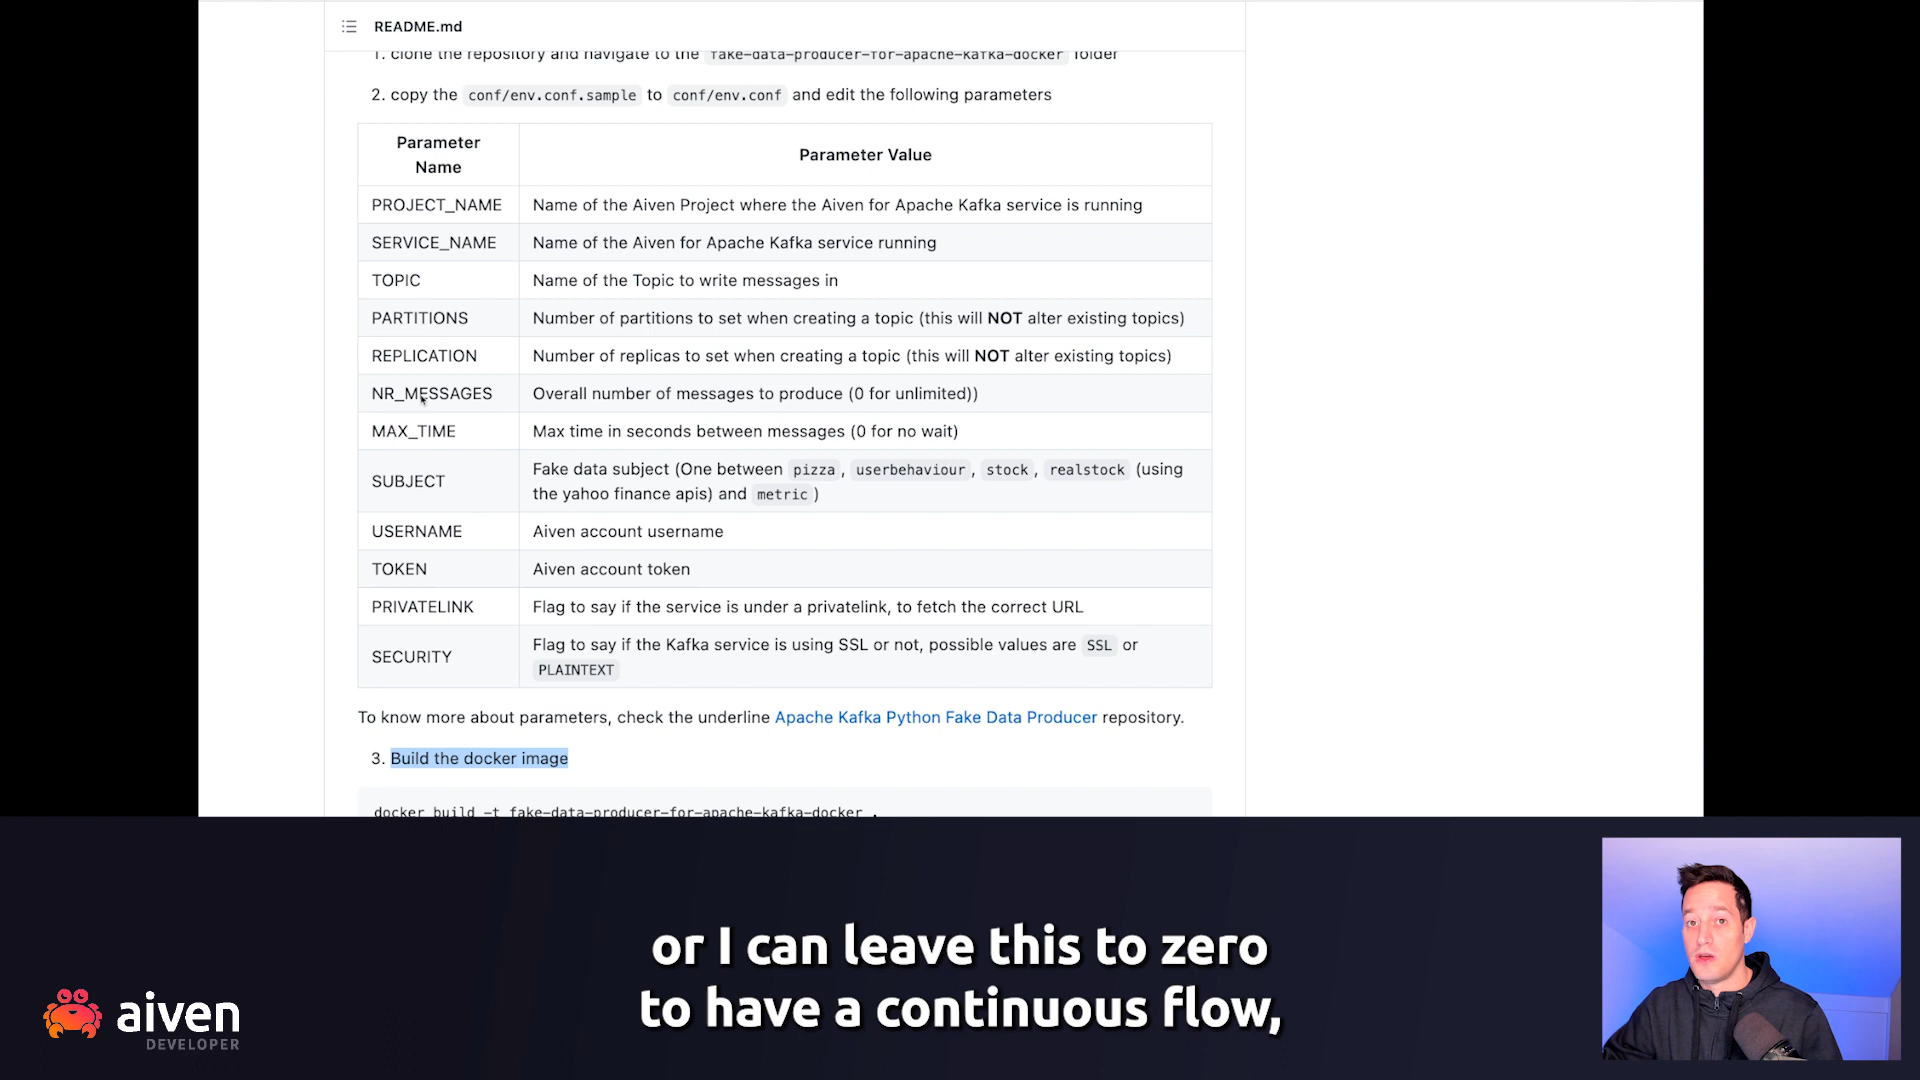 README.md
1. clone the repository and navigate to the fake-data-producer-for-apache-kafka-docker folder
2. copy the conf/env.conf.sample to conf/env.conf and edit the following parameters
Parameter
Name
Parameter Value
PROJECT_NAME
Name of the Aiven Project where the Aiven for Apache Kafka service is running
SERVICE_NAME
Name of the Aiven for Apache Kafka service running
TOPIC
Name of the Topic to write messages in
PARTITIONS
Number of partitions to set when creating a topic (this will NOT alter existing topics)
REPLICATION
Number of replicas to set when creating a topic (this will NOT alter existing topics)
NR_MESSAGES
Overall number of messages to produce (0 for unlimited))
MAX_TIME
Max time in seconds between messages (0 for no wait)
SUBJECT
Fake data subject (One between pizza, userbehaviour, stock, realstock (using
the yahoo finance apis) and metric)
USERNAME
Aiven account username
TOKEN
Aiven account token
PRIVATELINK
Flag to say if the service is under a privatelink, to fetch the correct URL
SECURITY
Flag to say if the Kafka service is using SSL or not, possible values are SSL or
PLAINTEXT
To know more about parameters, check the underline Apache Kafka Python Fake Data Producer repository.
3. Build the docker image
docker build -t fake-data-producer-for-apache-kafka-docker .
or I can leave this to zero
to have a continuous flow,
aiven
DEVELOPER